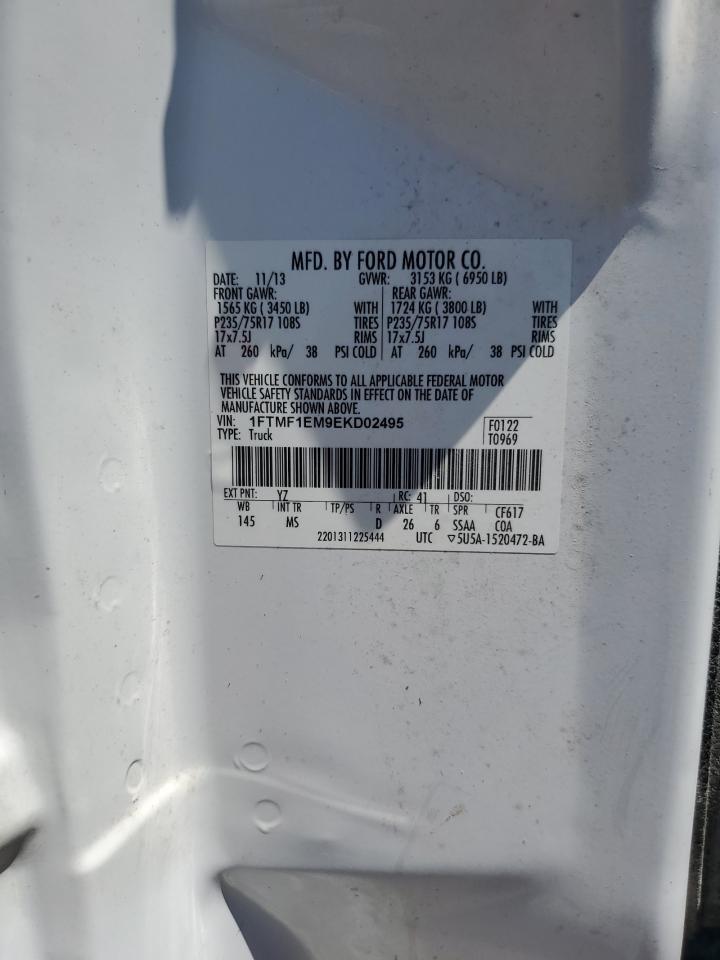 MFD. BY FORD MOTOR CO.
DATE: 11/13 GVWR: 3153 KG ( 6950 LB)
FRONT GAWR: REAR GAWR:
1565 KG ( 3450 LB) WITH 1724 KG ( 3800 LB) WITH
P235/75R17 108S TIRES P235/75R17 108S TIRES
17x7.5J RIMS 17x7.5J RIMS
AT 260 kPa/ 38 PSI COLD AT 260 kPa/ 38 PSI COLD
THIS VEHICLE CONFORMS TO ALL APPLICABLE FEDERAL MOTOR
VEHICLE SAFETY STANDARDS IN EFFECT ON THE DATE OF
MANUFACTURE SHOWN ABOVE.
VIN: 1FTMF1EM9EKD02495 F0122
TYPE: Truck T0969
EXT PNT: YZ RC: 41 DSO:
WB INT TR TP/PS R AXLE TR SPR CF617
145 MS D 26 6 SSAA COA
2201311225444 UTC ▽5U5A-1520472-BA